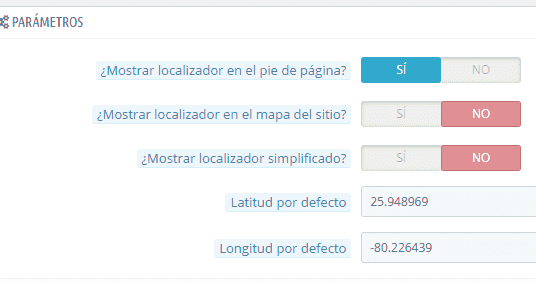 PARÁMETROS
¿Mostrar localizador en el pie de página? SÍ NO
¿Mostrar localizador en el mapa del sitio? SÍ NO
¿Mostrar localizador simplificado? SÍ NO
Latitud por defecto 25.948969
Longitud por defecto -80.226439